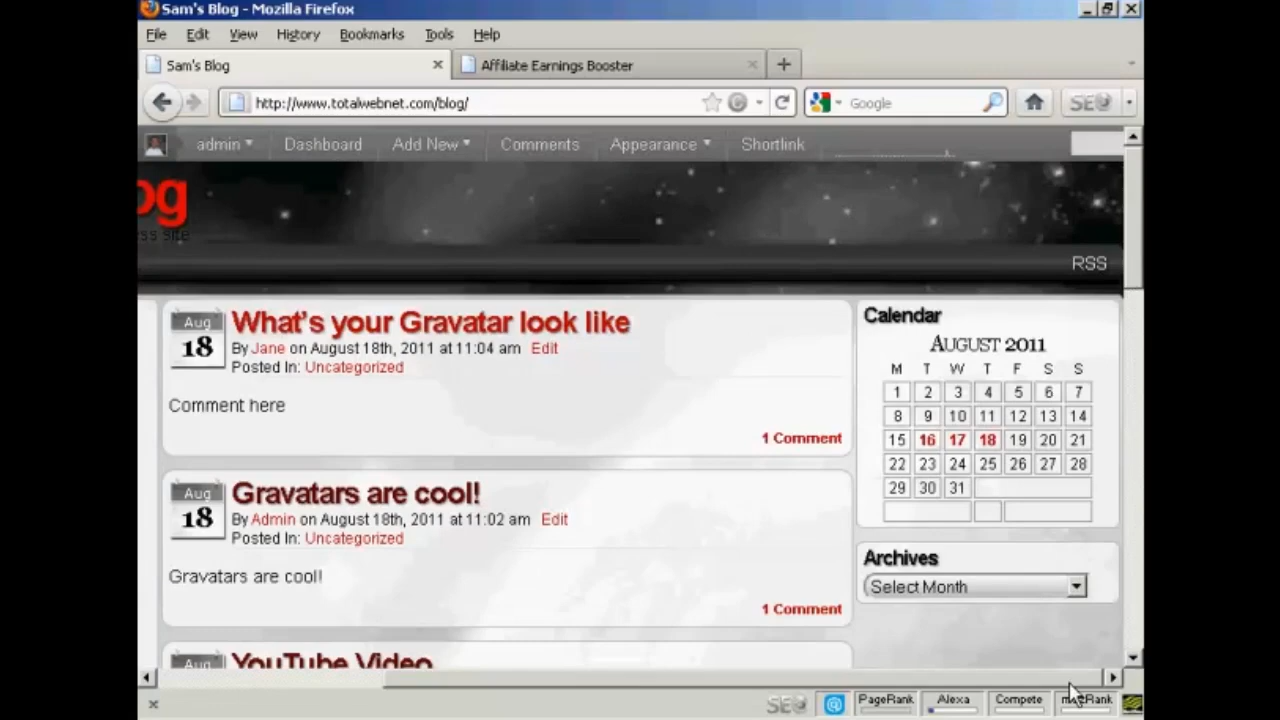 Sam's Blog - Mozilla Firefox
File Edit View History Bookmarks Tools Help
Sam's Blog
Affiliate Earnings Booster
http://www.totalwebnet.com/blog/
Google
SE
admin Dashboard Add New Comments Appearance Shortlink
og
ss site
RSS
Aug
18
What's your Gravatar look like
By Jane on August 18th, 2011 at 11:04 am Edit
Posted In: Uncategorized
Comment here
1 Comment
Aug
18
Gravatars are cool!
By Admin on August 18th, 2011 at 11:02 am Edit
Posted In: Uncategorized
Gravatars are cool!
1 Comment
Aug
YouTube Video
Calendar
August 2011
M T W T F S S
1 2 3 4 5 6 7
8 9 10 11 12 13 14
15 16 17 18 19 20 21
22 23 24 25 26 27 28
29 30 31
Archives
Select Month
SE
PageRank Alexa Compete mozRank